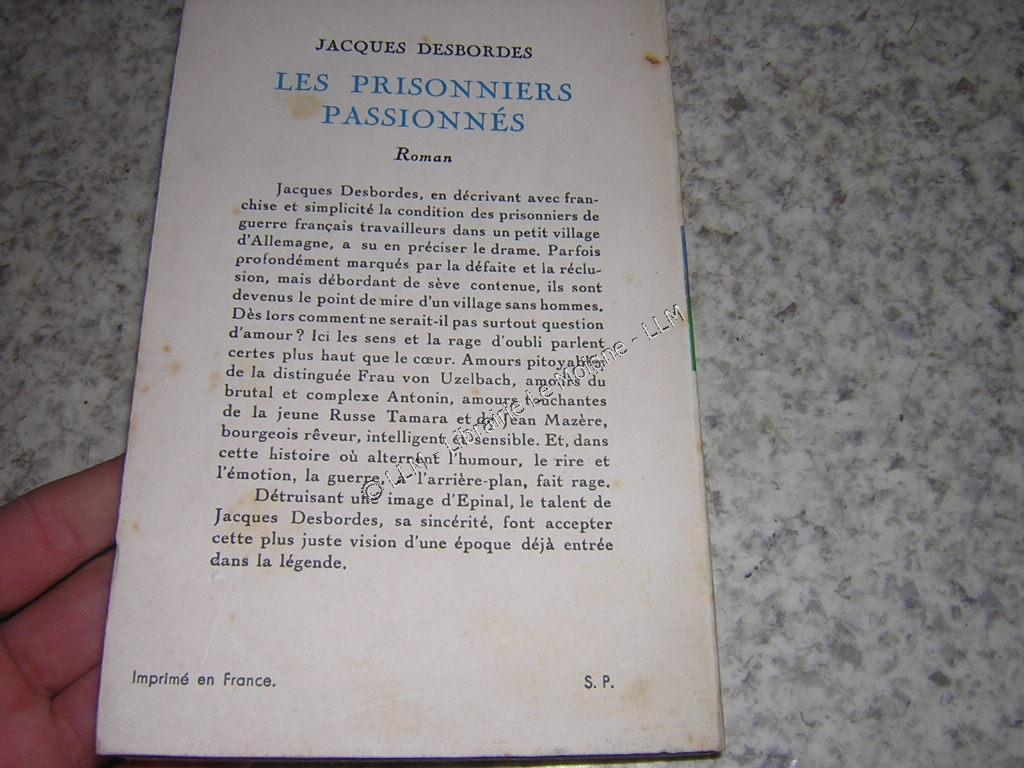 JACQUES DESBORDES
LES PRISONNIERS
PASSIONNÉS
Roman
Jacques Desbordes, en décrivant avec fran-
chise et simplicité la condition des prisonniers de
guerre français travailleurs dans un petit village
d'Allemagne, a su en préciser le drame. Parfois
profondément marqués par la défaite et la réclu-
sion, mais débordant de sève contenue, ils sont
devenus le point de mire d'un village sans hommes.
Dès lors comment ne serait-il pas surtout question
d'amour ? Ici les sens et la rage d'oubli parlent
certes plus haut que le cœur. Amours pitoyables
de la distinguée Frau von Uzelbach, amours du
brutal et complexe Antonin, amours touchantes
de la jeune Russe Tamara et de Jean Mazère,
bourgeois rêveur, intelligent et sensible. Et, dans
cette histoire où alternent l'humour, le rire et
l'émotion, la guerre, à l'arrière-plan, fait rage.
Détruisant une image d'Epinal, le talent de
Jacques Desbordes, sa sincérité, font accepter
cette plus juste vision d'une époque déjà entrée
dans la légende.
Imprimé en France.
S. P.
© LLM - Librairie Le Moigne - LLM